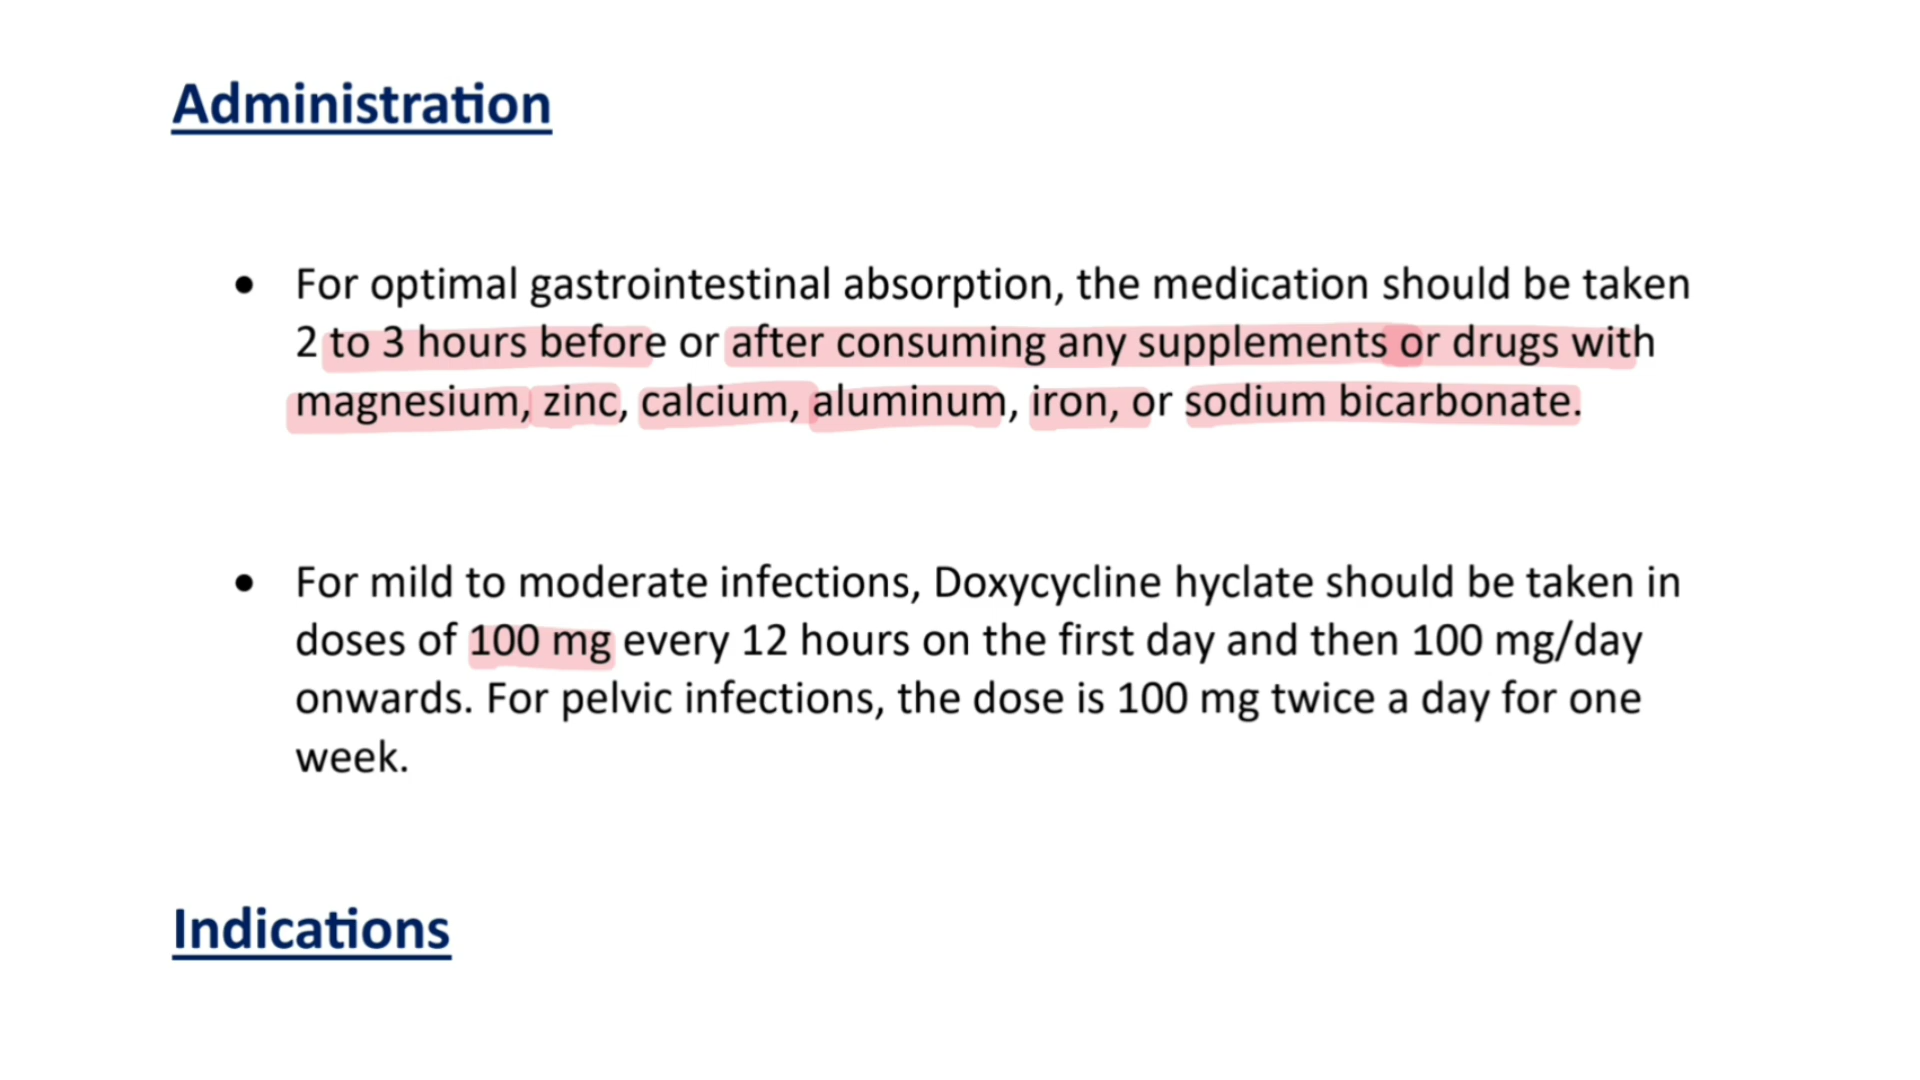 Administration
• For optimal gastrointestinal absorption, the medication should be taken
2 to 3 hours before or after consuming any supplements or drugs with
magnesium, zinc, calcium, aluminum, iron, or sodium bicarbonate.
• For mild to moderate infections, Doxycycline hyclate should be taken in
doses of 100 mg every 12 hours on the first day and then 100 mg/day
onwards. For pelvic infections, the dose is 100 mg twice a day for one
week.
Indications